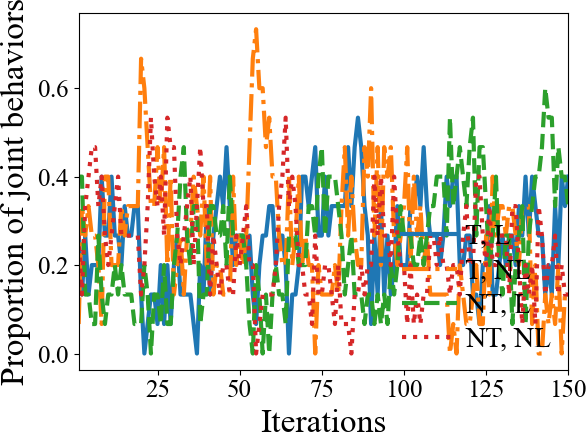 Proportion of joint behaviors
0.6
0.4
0.2
0.0
T, L
T, NL
NT, L
NT, NL
25 50 75 100 125 150
Iterations